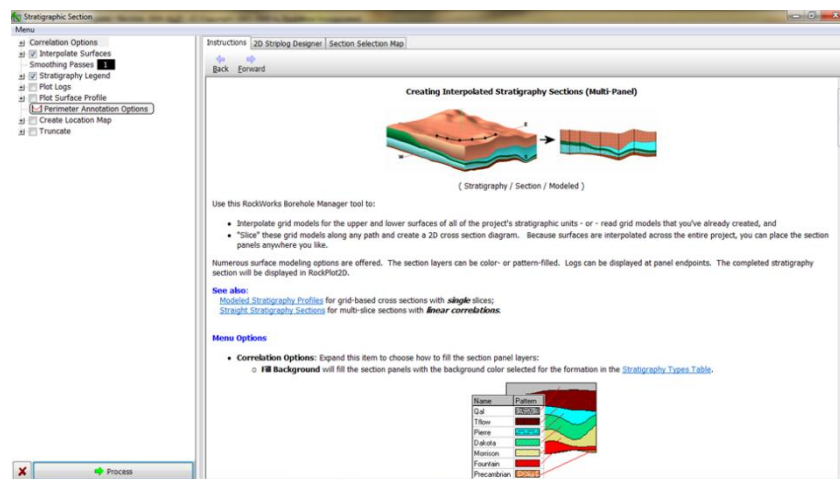 Stratigraphic Section
Menu
Correlation Options
Interpolate Surfaces
Smoothing Passes 1
Stratigraphy Legend
Plot Logs
Plot Surface Profile
Perimeter Annotation Options
Create Location Map
Truncate
Process
Instructions 2D Striplog Designer Section Selection Map
Back Forward
Creating Interpolated Stratigraphy Sections (Multi-Panel)
( Stratigraphy / Section / Modeled )
Use this RockWorks Borehole Manager tool to:
• Interpolate grid models for the upper and lower surfaces of all of the project's stratigraphic units - or - read grid models that you've already created, and
• "Slice" these grid models along any path and create a 2D cross section diagram. Because surfaces are interpolated across the entire project, you can place the section
panels anywhere you like.
Numerous surface modeling options are offered. The section layers can be color- or pattern-filled. Logs can be displayed at panel endpoints. The completed stratigraphy
section will be displayed in RockPlot2D.
See also:
Modeled Stratigraphy Profiles for grid-based cross sections with single slices;
Straight Stratigraphy Sections for multi-slice sections with linear correlations.
Menu Options
• Correlation Options: Expand this item to choose how to fill the section panel layers:
o Fill Background will fill the section panels with the background color selected for the formation in the Stratigraphy Types Table.
Name Pattern
Qal
Tflow
Pierre
Dakota
Morrison
Fountain
Precambrian